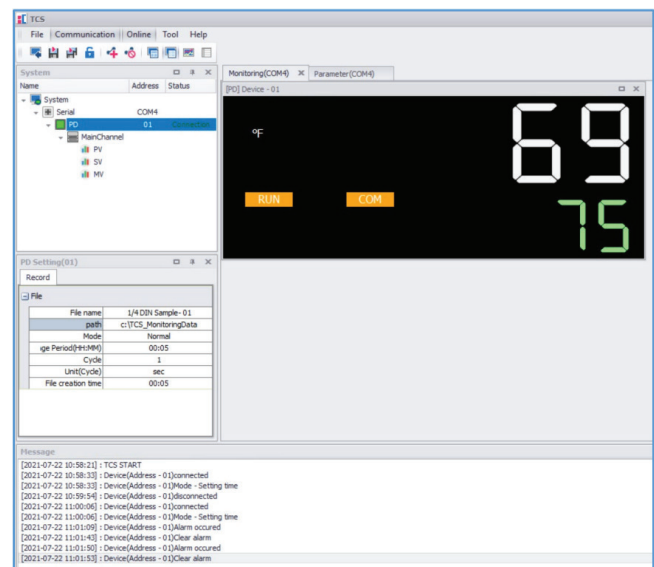 TCS
File Communication Online Tool Help
System
Name Address Status
System
Serial COM4
PD 01 Connection
MainChannel
PV
SV
MV
PD Setting(01)
Record
File
File name 1/4 DIN Sample- 01
path c:\TCS_MonitoringData
Mode Normal
ge Period(HH:MM) 00:05
Cycle 1
Unit(Cycle) sec
File creation time 00:05
Monitoring(COM4) Parameter(COM4)
[PD] Device - 01
°F
69
RUN COM
75
Message
[2021-07-22 10:58:21] : TCS START
[2021-07-22 10:58:33] : Device(Address - 01)connected
[2021-07-22 10:58:33] : Device(Address - 01)Mode - Setting time
[2021-07-22 10:59:54] : Device(Address - 01)disconnected
[2021-07-22 11:00:06] : Device(Address - 01)connected
[2021-07-22 11:00:06] : Device(Address - 01)Mode - Setting time
[2021-07-22 11:01:09] : Device(Address - 01)Alarm occured
[2021-07-22 11:01:43] : Device(Address - 01)Clear alarm
[2021-07-22 11:01:50] : Device(Address - 01)Alarm occured
[2021-07-22 11:01:53] : Device(Address - 01)Clear alarm